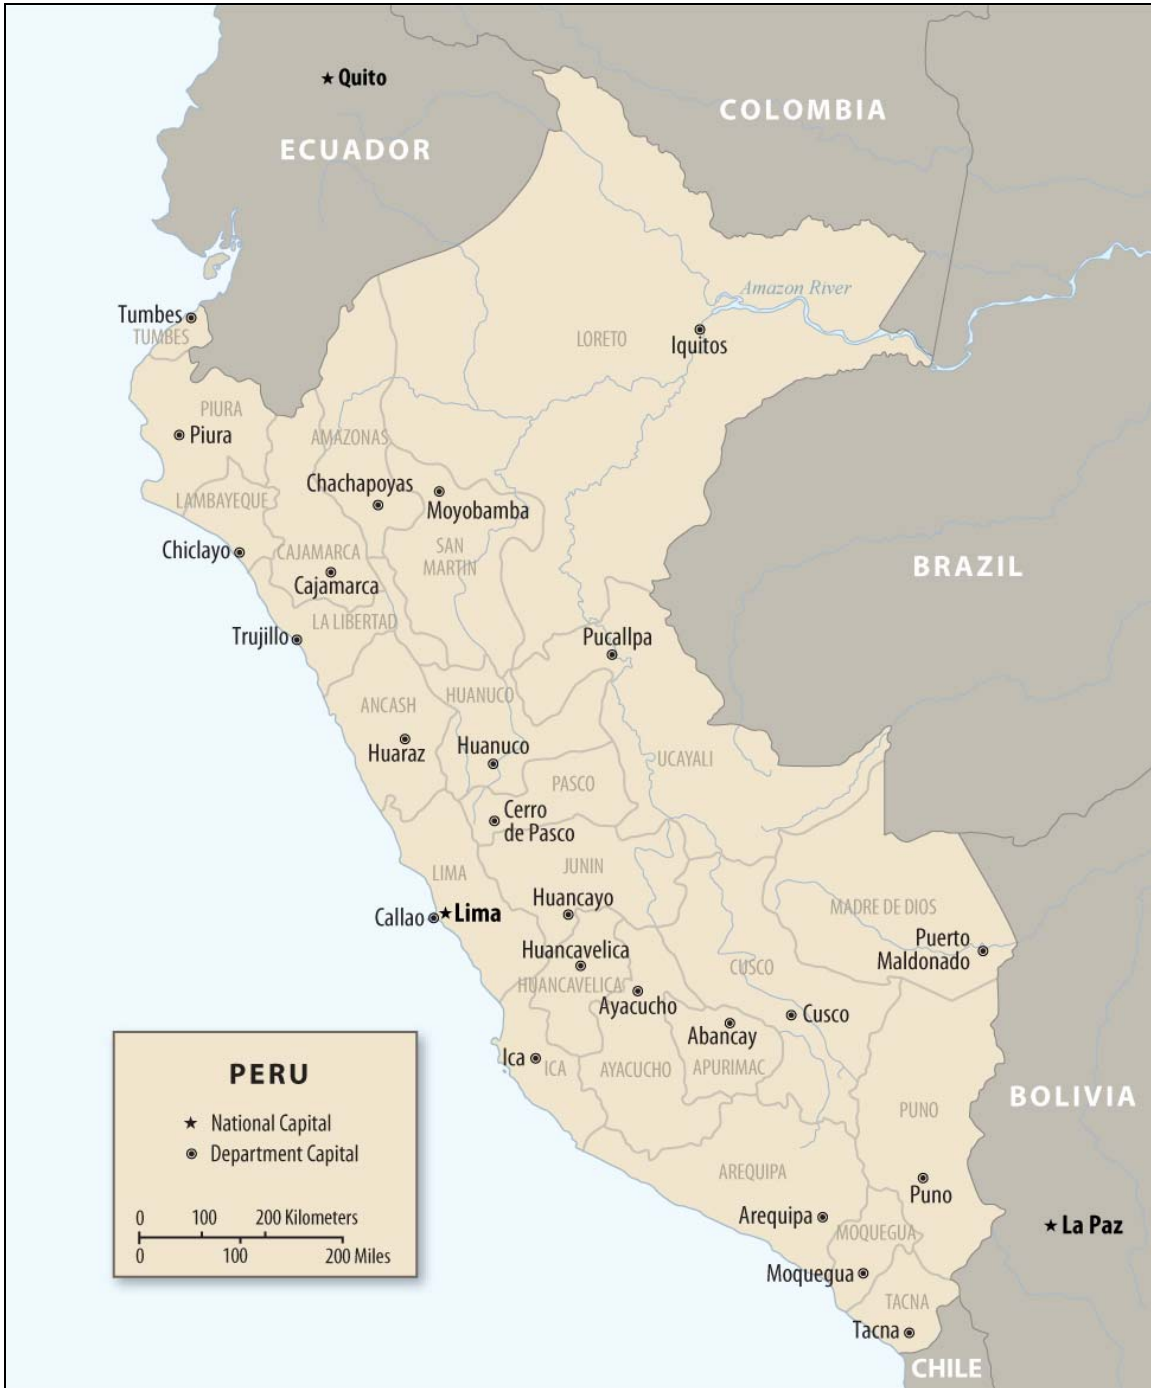 Quito
COLOMBIA
ECUADOR
Amazon River
Tumbes
TUMBES
LORETO
Iquitos
PIURA
Piura
AMAZONAS
Chachapoyas
LAMBAYEQUE
Moyobamba
Chiclayo
CAJAMARCA
SAN
MARTIN
BRAZIL
Cajamarca
LA LIBERTAD
Trujillo
Pucallpa
HUANUCO
ANCASH
Huaraz
Huanuco
UCAYALI
PASCO
Cerro
de Pasco
LIMA
JUNIN
Huancayo
MADRE DE DIOS
Callao
Lima
Puerto
Maldonado
Huancavelica
CUSCO
HUANCAVELICA
Ayacucho
Cusco
Abancay
Ica
ICA
AYACUCHO
APURIMAC
PERU
BOLIVIA
PUNO
National Capital
Department Capital
AREQUIPA
Puno
0 100 200 Kilometers
0 100 200 Miles
Arequipa
La Paz
MOQUEGUA
Moquegua
TACNA
Tacna
CHILE